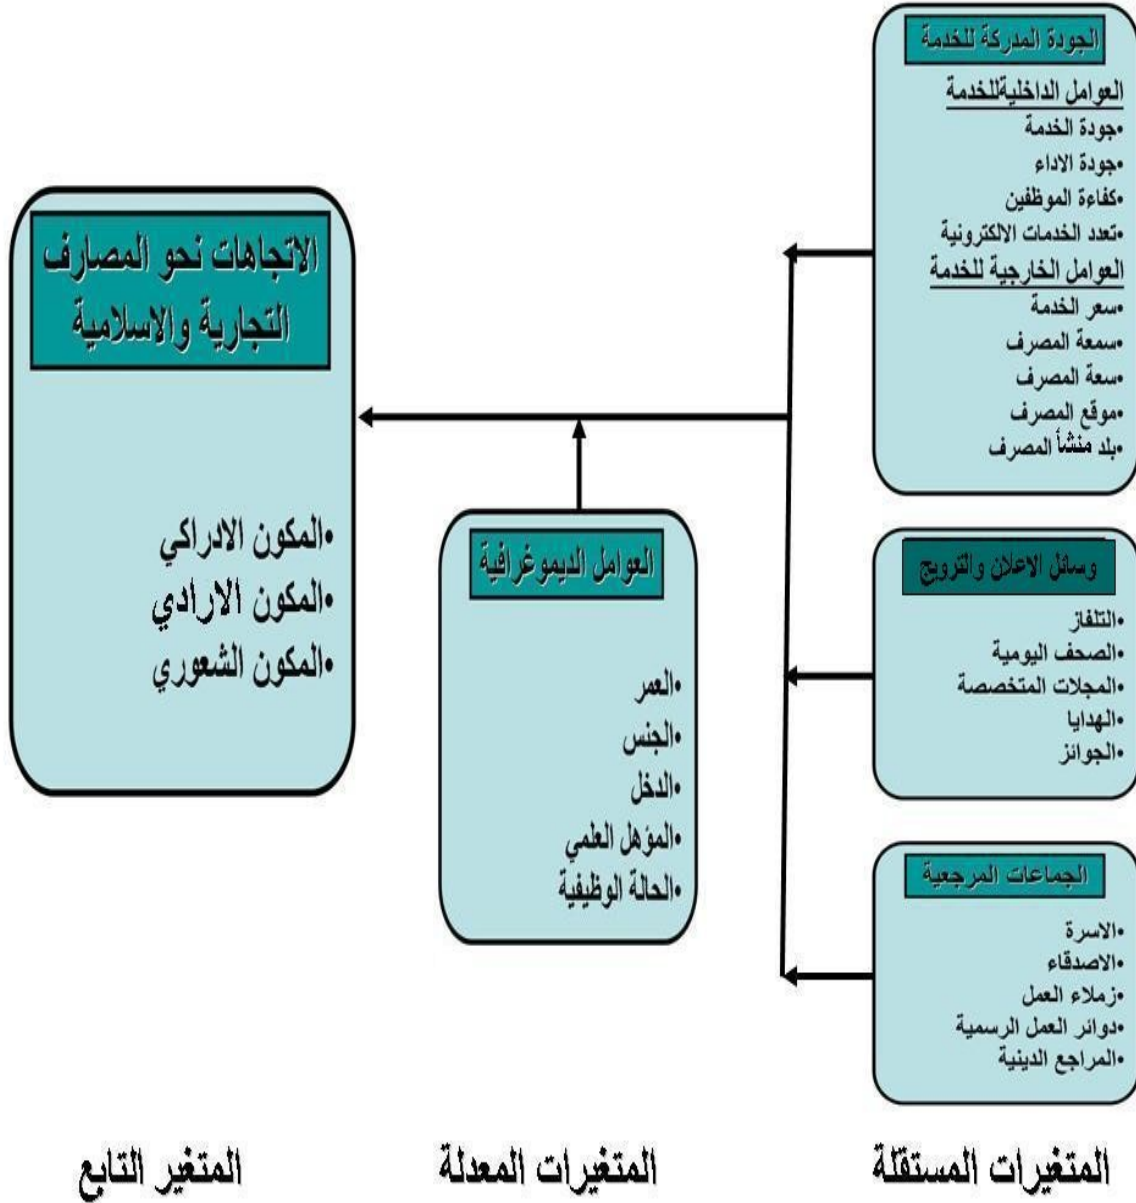 الجودة المدركة للخدمة
العوامل الداخليةللخدمة
•جودة الخدمة
•جودة الاداء
•كفاءة الموظفين
•تعدد الخدمات الالكترونية
العوامل الخارجية للخدمة
•سعر الخدمة
•سمعة المصرف
•سعة المصرف
•موقع المصرف
•بلد منشأ المصرف
وسائل الاعلان والترويج
•التلفاز
•الصحف اليومية
•المجلات المتخصصة
•الهدايا
•الجوائز
الجماعات المرجعية
•الاسرة
•الاصدقاء
•زملاء العمل
•دوائر العمل الرسمية
•المراجع الدينية
العوامل الديموغرافية
•العمر
•الجنس
•الدخل
•المؤهل العلمي
•الحالة الوظيفية
الاتجاهات نحو المصارف
التجارية والاسلامية
•المكون الادراكي
•المكون الارادي
•المكون الشعوري
المتغيرات المستقلة
المتغيرات المعدلة
المتغير التابع